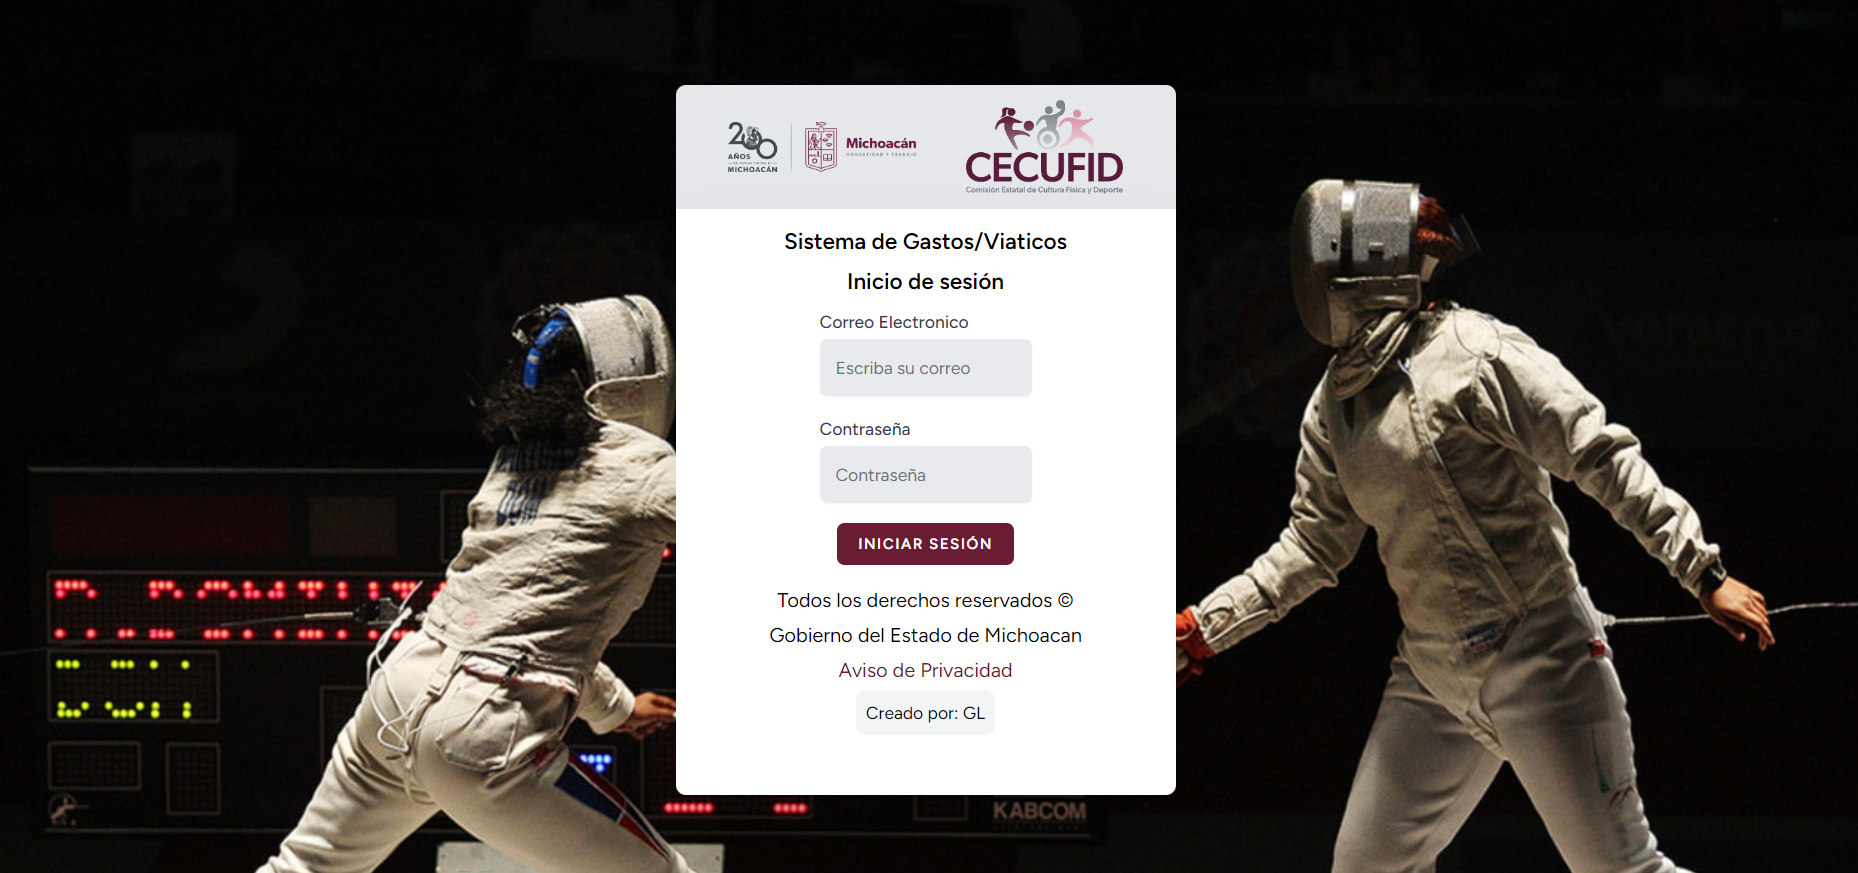 200
AÑOS
MICHOACÁN
Michoacán
HONESTIDAD Y TRABAJO
CECUFID
Comisión Estatal de Cultura Física y Deporte
Sistema de Gastos/Viaticos
Inicio de sesión
Correo Electronico
Escriba su correo
Contraseña
Contraseña
INICIAR SESIÓN
Todos los derechos reservados ©
Gobierno del Estado de Michoacan
Aviso de Privacidad
Creado por: GL
KABCOM